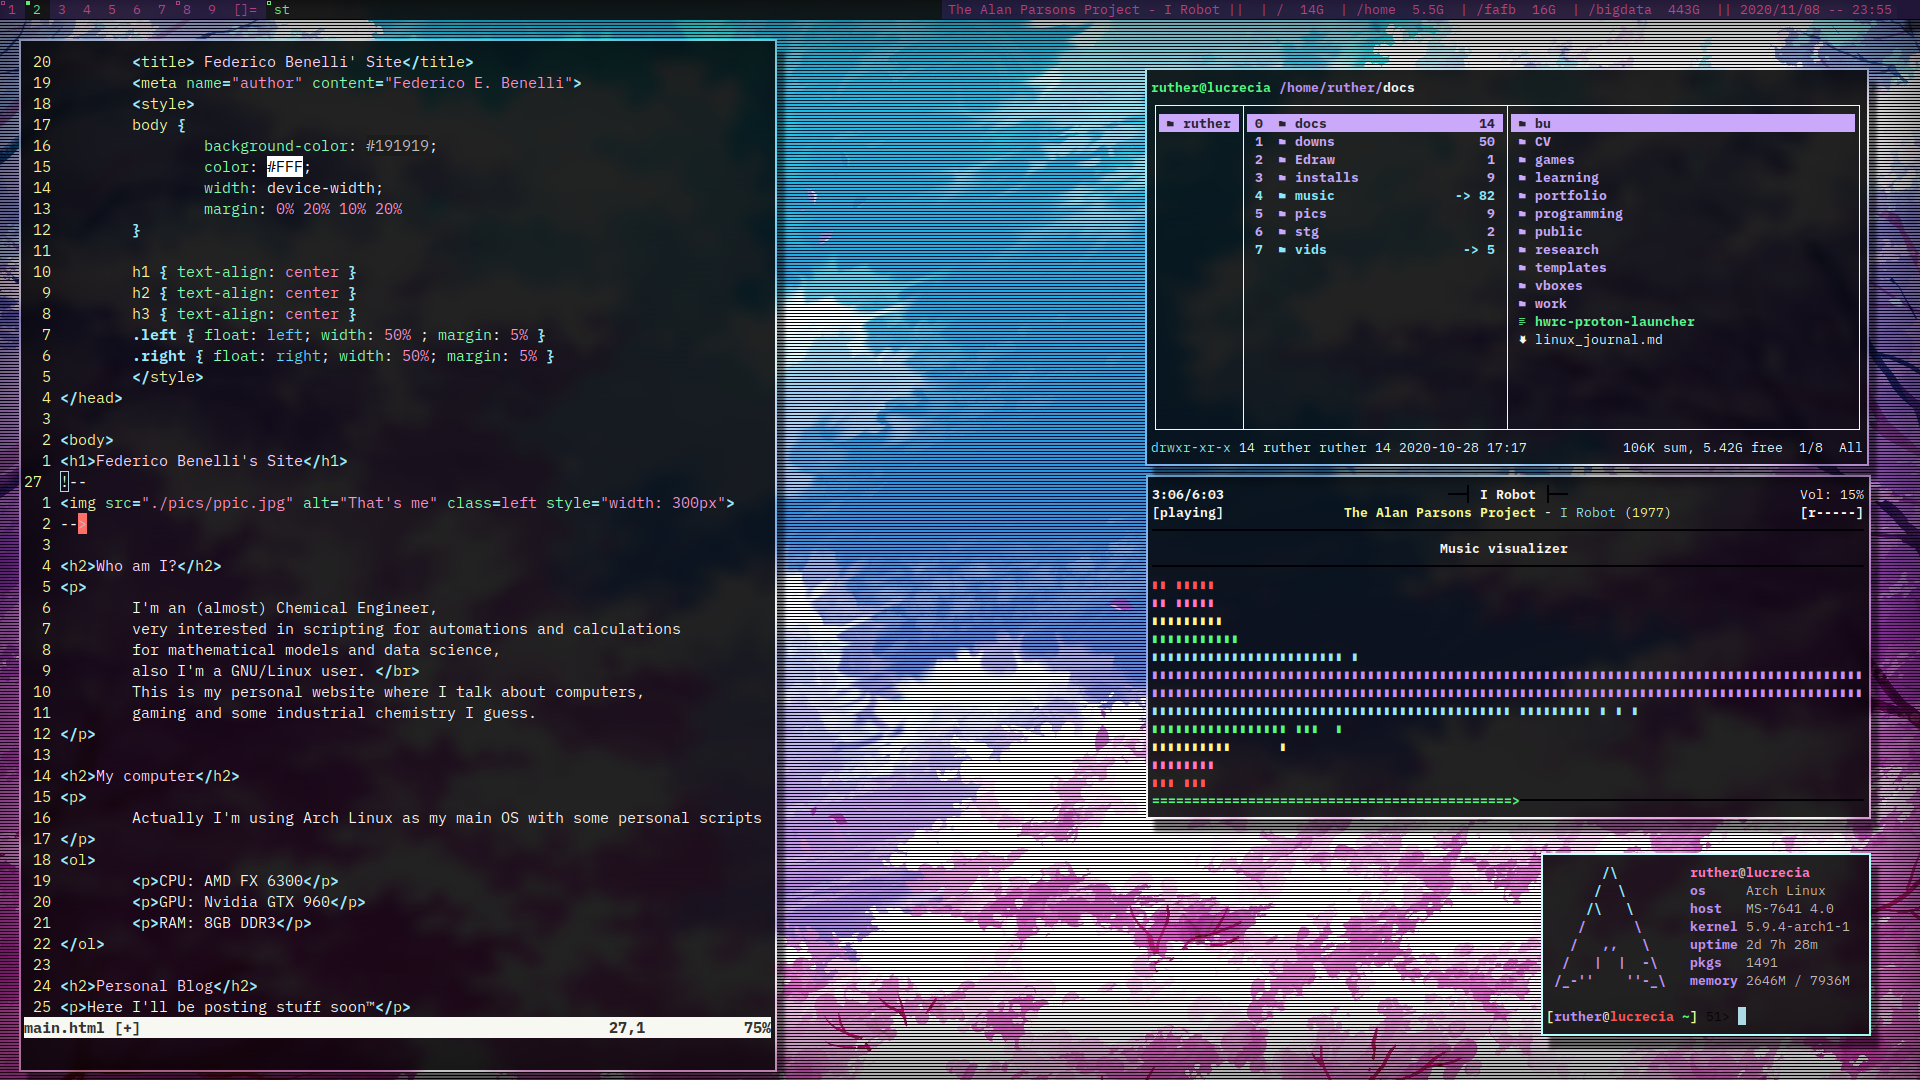 1 2 3 4 5 6 7 8 9 []= st
The Alan Parsons Project - I Robot || | / 14G | /home 5.5G | /fafb 16G | /bigdata 443G || 2020/11/08 -- 23:55
20 <title> Federico Benelli' Site</title>
19 <meta name="author" content="Federico E. Benelli">
18 <style>
17 body {
16 background-color: #191919;
15 color: #FFF;
14 width: device-width;
13 margin: 0% 20% 10% 20%
12 }
11
10 h1 { text-align: center }
9 h2 { text-align: center }
8 h3 { text-align: center }
7 .left { float: left; width: 50% ; margin: 5% }
6 .right { float: right; width: 50%; margin: 5% }
5 </style>
4 </head>
3
2 <body>
1 <h1>Federico Benelli's Site</h1>
27 !--
1 <img src="./pics/ppic.jpg" alt="That's me" class=left style="width: 300px">
2 -->
3
4 <h2>Who am I?</h2>
5 <p>
6 I'm an (almost) Chemical Engineer,
7 very interested in scripting for automations and calculations
8 for mathematical models and data science,
9 also I'm a GNU/Linux user. </br>
10 This is my personal website where I talk about computers,
11 gaming and some industrial chemistry I guess.
12 </p>
13
14 <h2>My computer</h2>
15 <p>
16 Actually I'm using Arch Linux as my main OS with some personal scripts
17 </p>
18 <ol>
19 <p>CPU: AMD FX 6300</p>
20 <p>GPU: Nvidia GTX 960</p>
21 <p>RAM: 8GB DDR3</p>
22 </ol>
23
24 <h2>Personal Blog</h2>
25 <p>Here I'll be posting stuff soon™</p>
main.html [+] 27,1 75%
ruther@lucrecia /home/ruther/docs
ruther
0 docs 14
1 downs 50
2 Edraw 1
3 installs 9
4 music -> 82
5 pics 9
6 stg 2
7 vids -> 5
bu
CV
games
learning
portfolio
programming
public
research
templates
vboxes
work
hwrc-proton-launcher
linux_journal.md
drwxr-xr-x 14 ruther ruther 14 2020-10-28 17:17 106K sum, 5.42G free 1/8 All
3:06/6:03 I Robot Vol: 15%
[playing] The Alan Parsons Project - I Robot (1977) [r-----]
Music visualizer
==============================================>
/\ ruther@lucrecia
/ \ os Arch Linux
/\ \ host MS-7641 4.0
/ \ kernel 5.9.4-arch1-1
/ ,, \ uptime 2d 7h 28m
/ | | -\ pkgs 1491
/_-'' ''-_\ memory 2646M / 7936M
[ruther@lucrecia ~] 51>